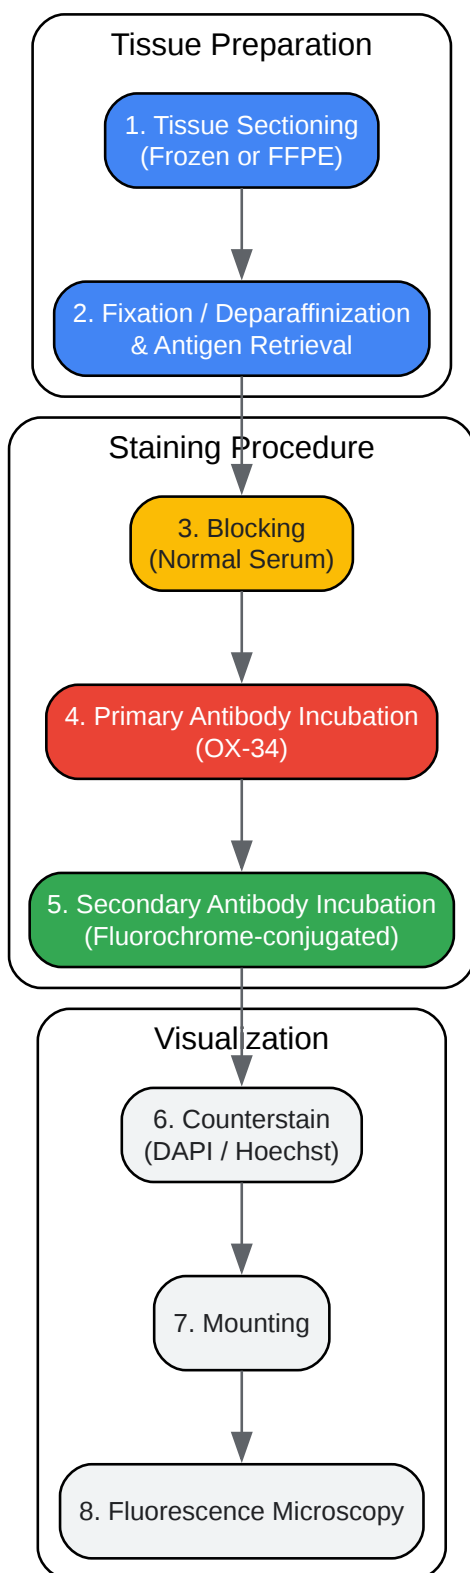 Tissue Preparation
1. Tissue Sectioning
(Frozen or FFPE)
2. Fixation / Deparaffinization
& Antigen Retrieval
Staining Procedure
3. Blocking
(Normal Serum)
4. Primary Antibody Incubation
(OX-34)
5. Secondary Antibody Incubation
(Fluorochrome-conjugated)
Visualization
6. Counterstain
(DAPI / Hoechst)
7. Mounting
8. Fluorescence Microscopy